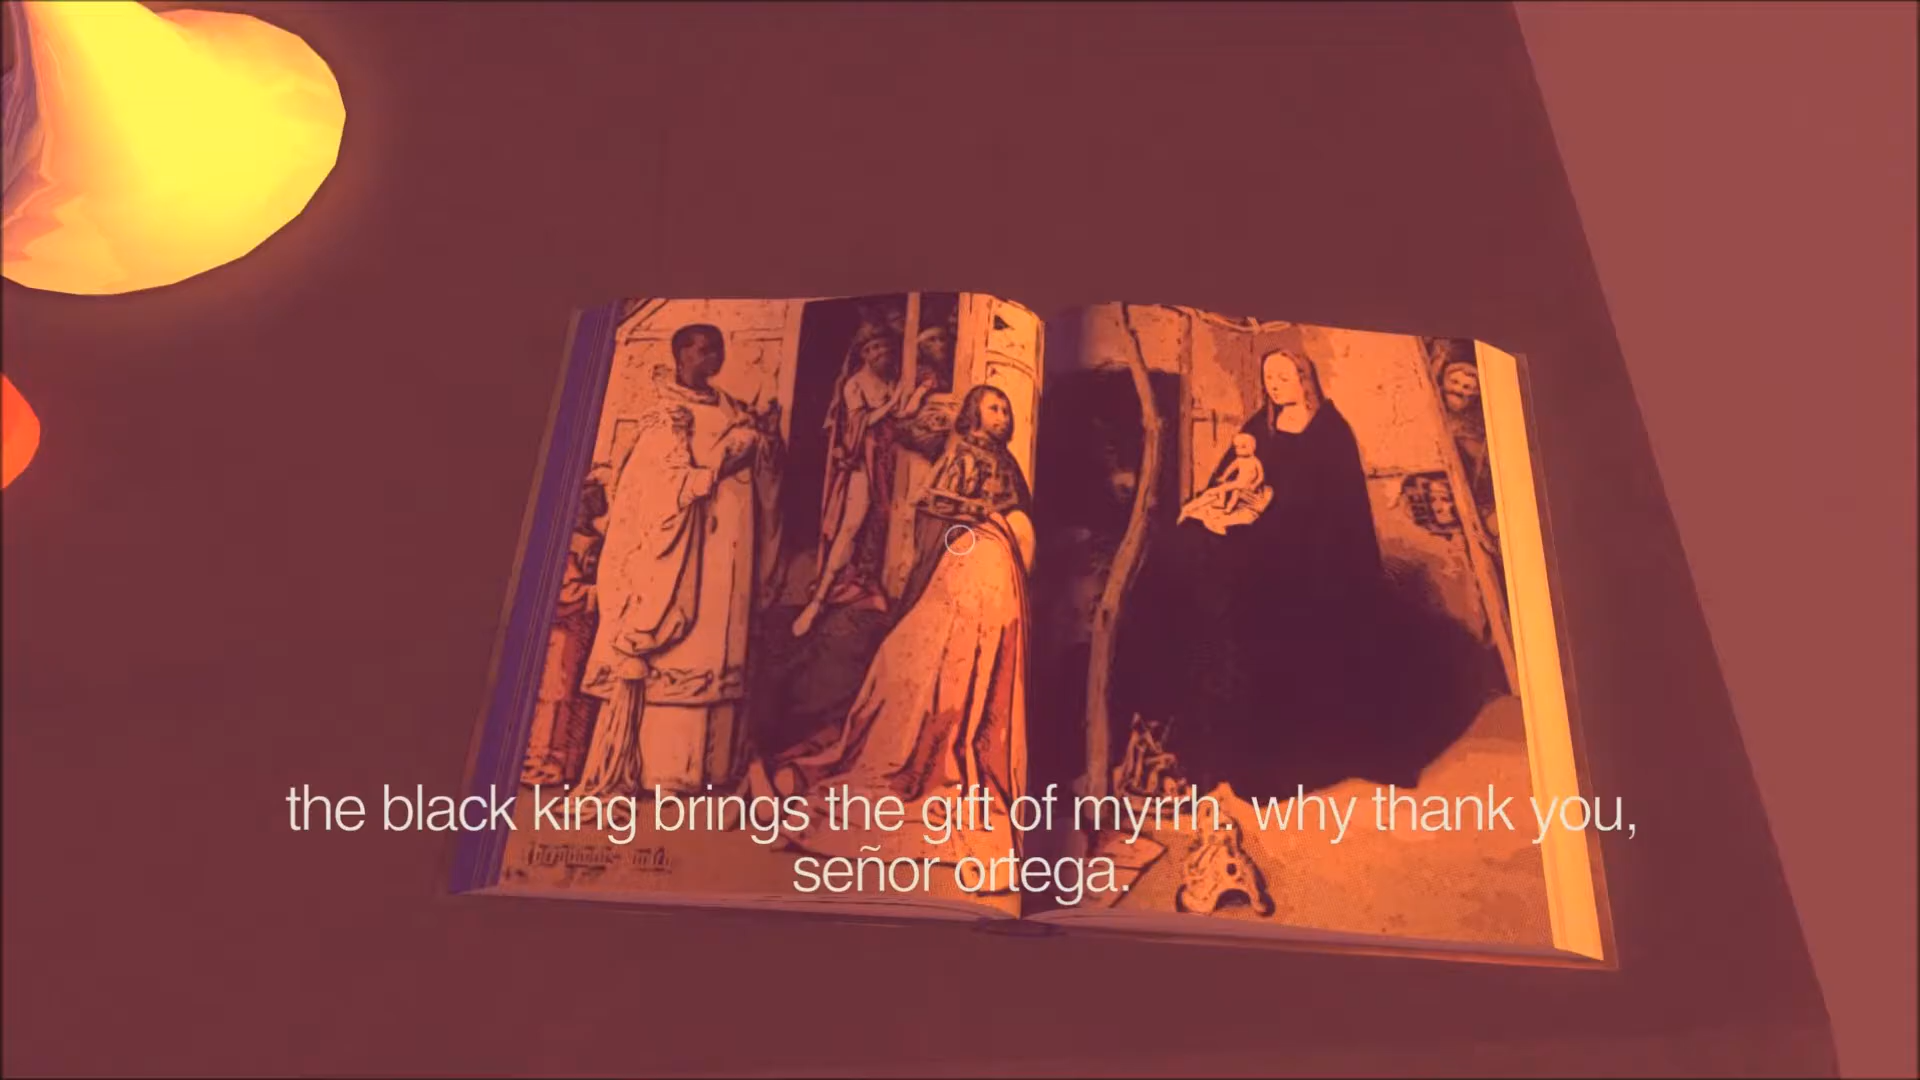 the black king brings the gift of myrrh. why thank you,
señor ortega.